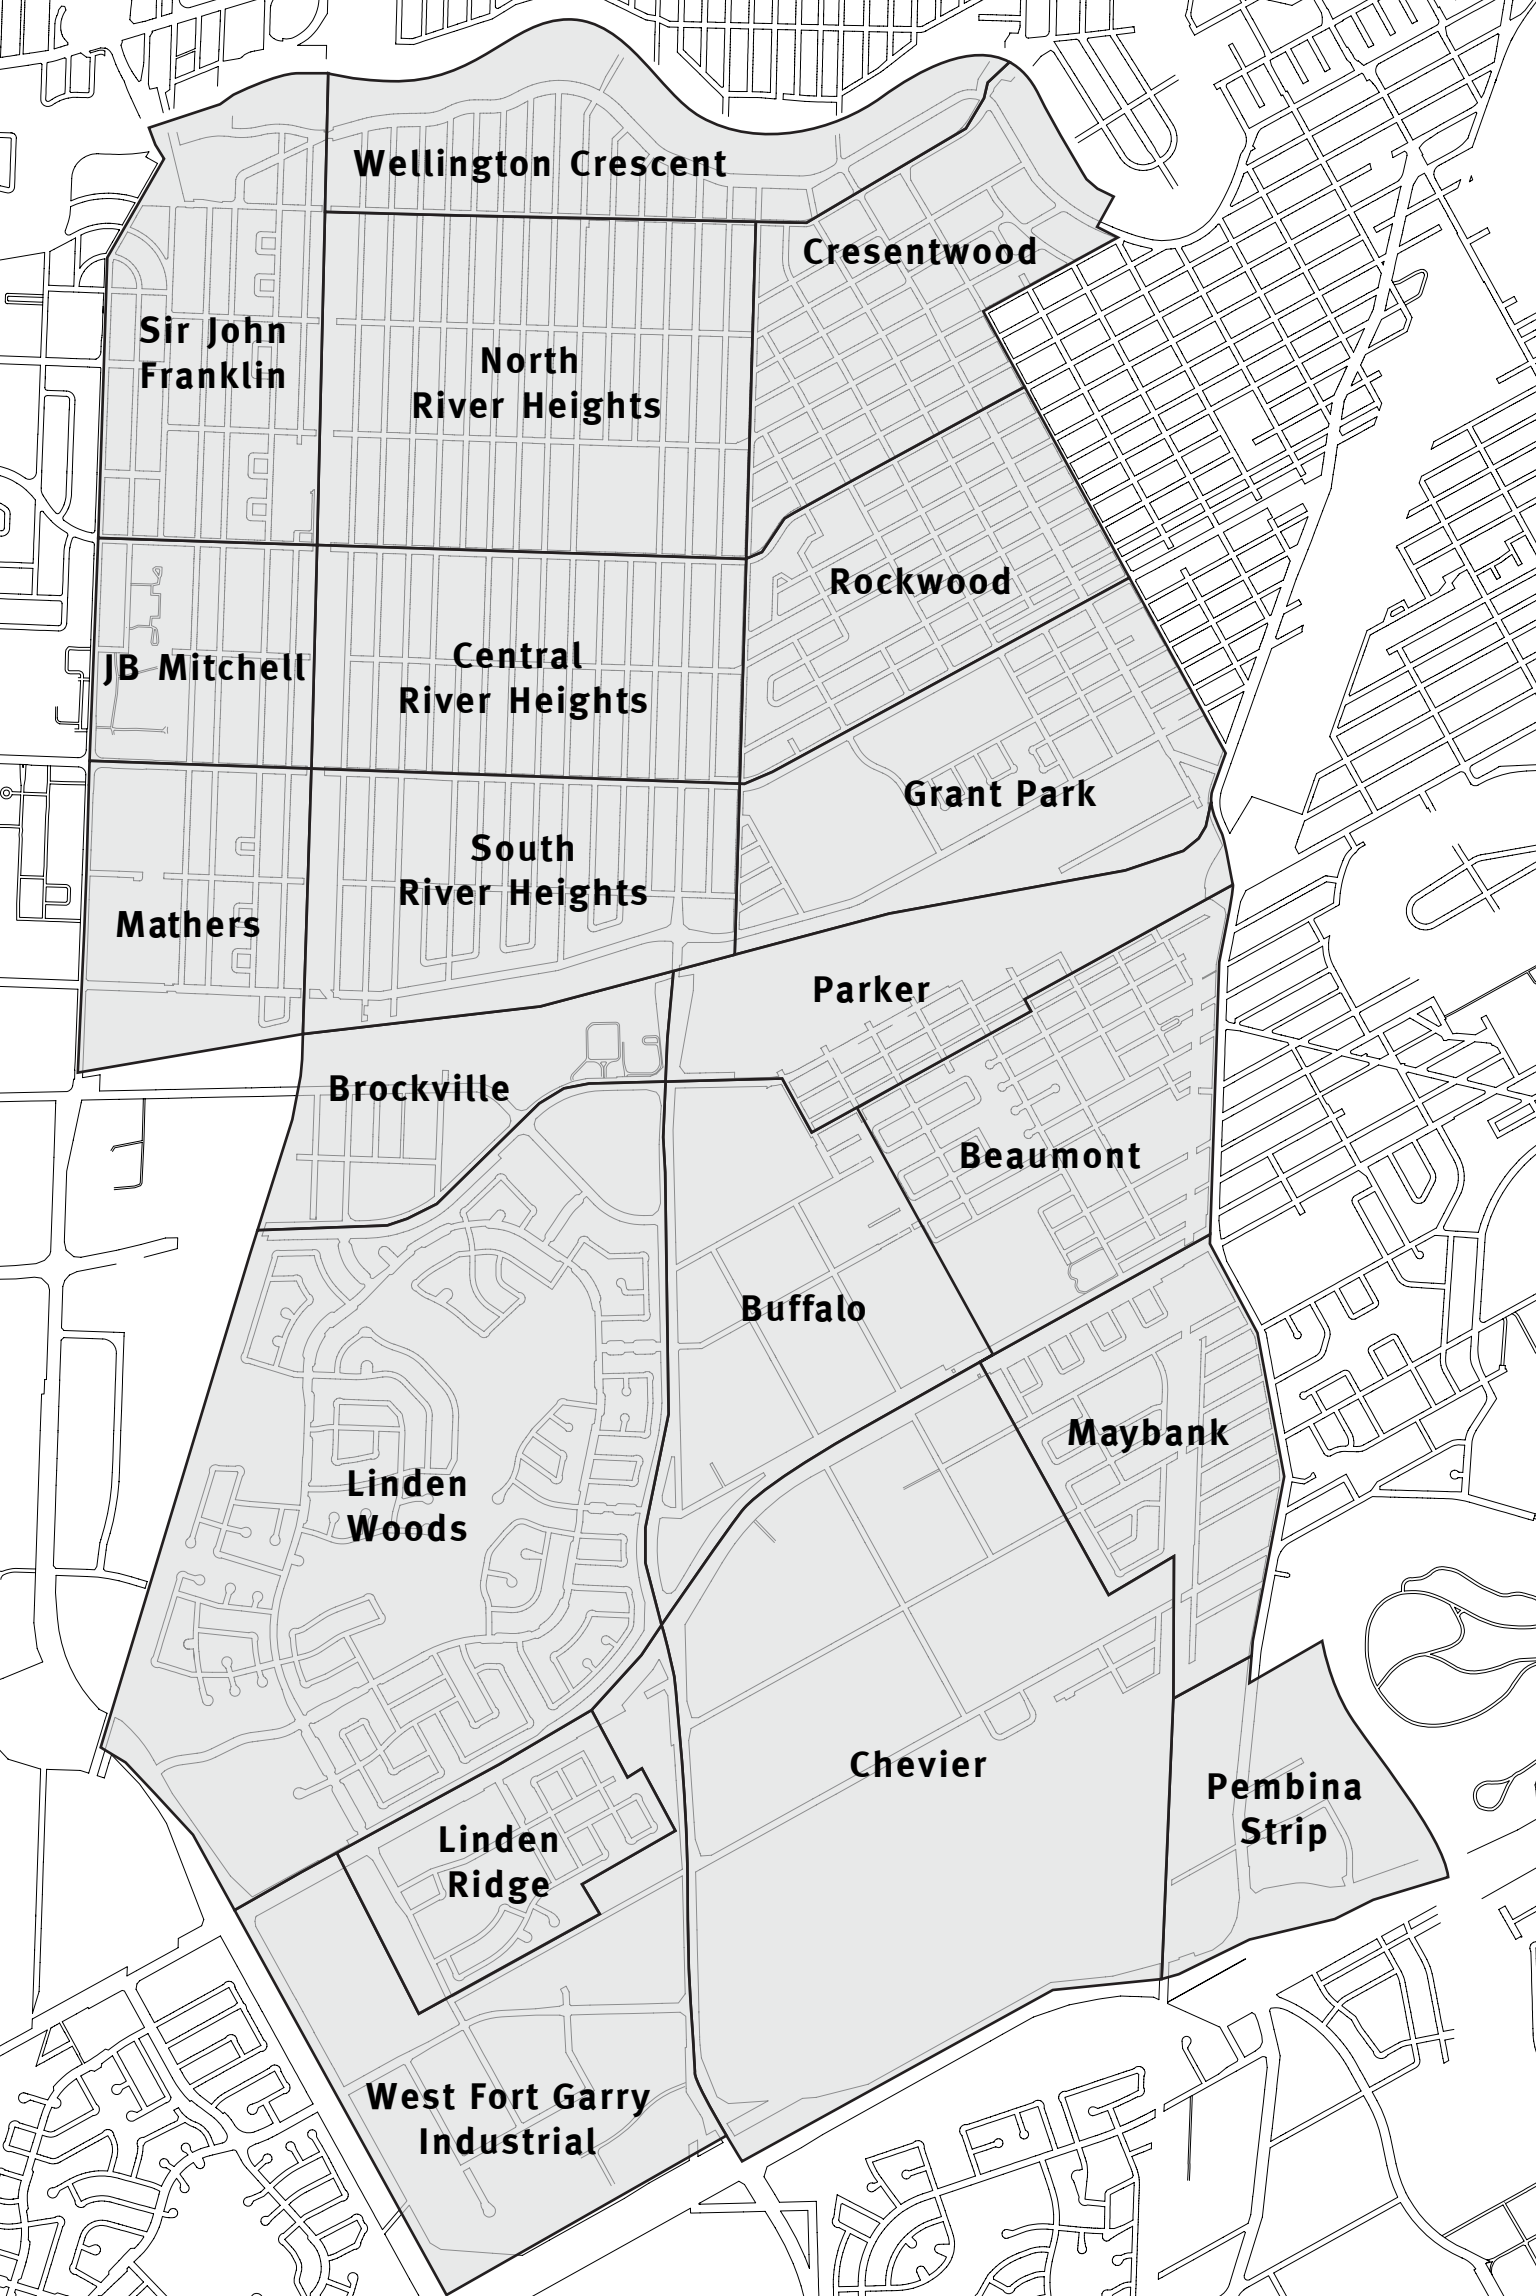 Wellington Crescent
Cresentwood
Sir John
Franklin
North
River Heights
Rockwood
JB Mitchell
Central
River Heights
Grant Park
South
River Heights
Mathers
Parker
Brockville
Beaumont
Buffalo
Maybank
Linden
Woods
Chevier
Pembina
Strip
Linden
Ridge
West Fort Garry
Industrial